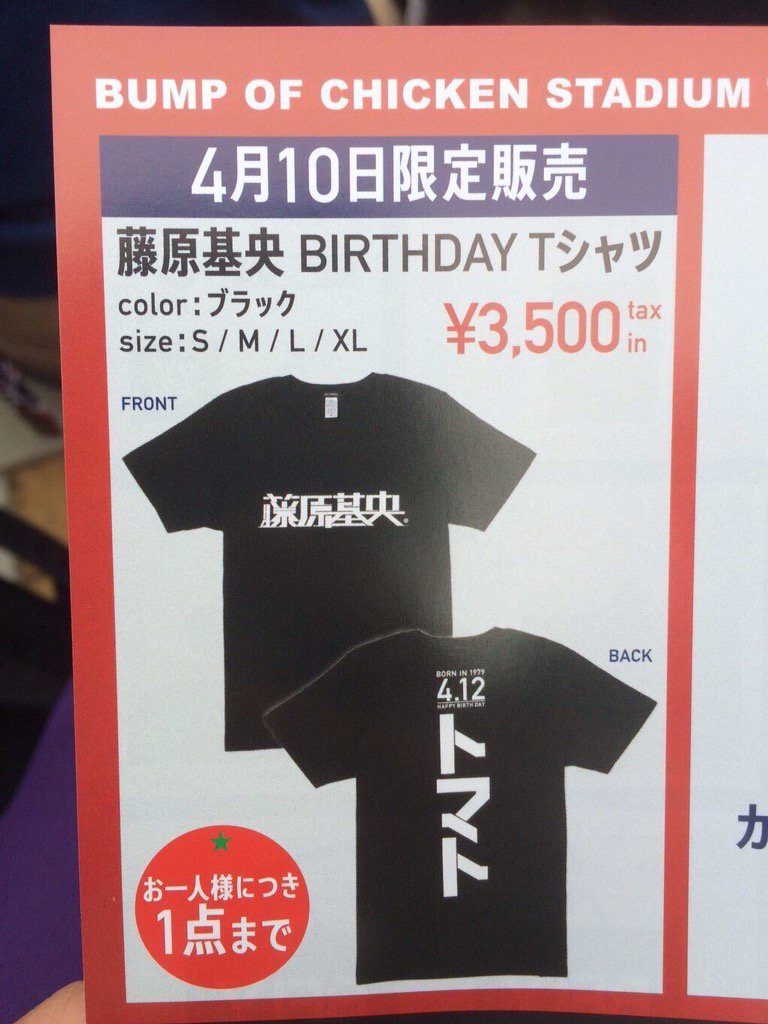 BUMP OF CHICKEN STADIUM
4月10日限定販売
藤原基央 BIRTHDAY Tシャツ
color:ブラック
size:S / M / L / XL
¥3,500 tax in
FRONT
藤原基央
BACK
BORN IN 1979
4.12
HAPPY BIRTH DAY
トマト
お一人様につき
1点まで